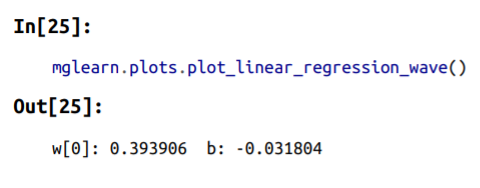 In[25]:
mglearn.plots.plot_linear_regression_wave()
Out[25]:
w[0]: 0.393906  b: -0.031804